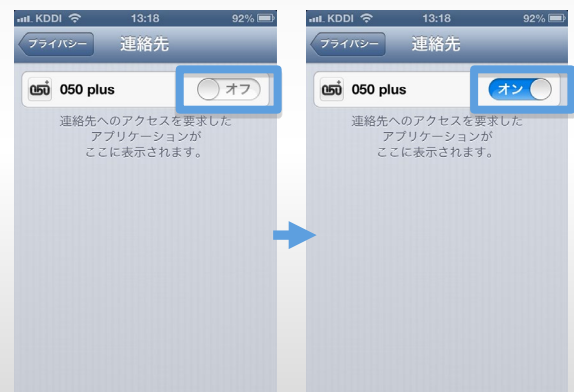 KDDI 13:18 92%
プライバシー 連絡先
050 plus オフ
連絡先へのアクセスを要求した
アプリケーションが
ここに表示されます。
KDDI 13:18 92%
プライバシー 連絡先
050 plus オン
連絡先へのアクセスを要求した
アプリケーションが
ここに表示されます。